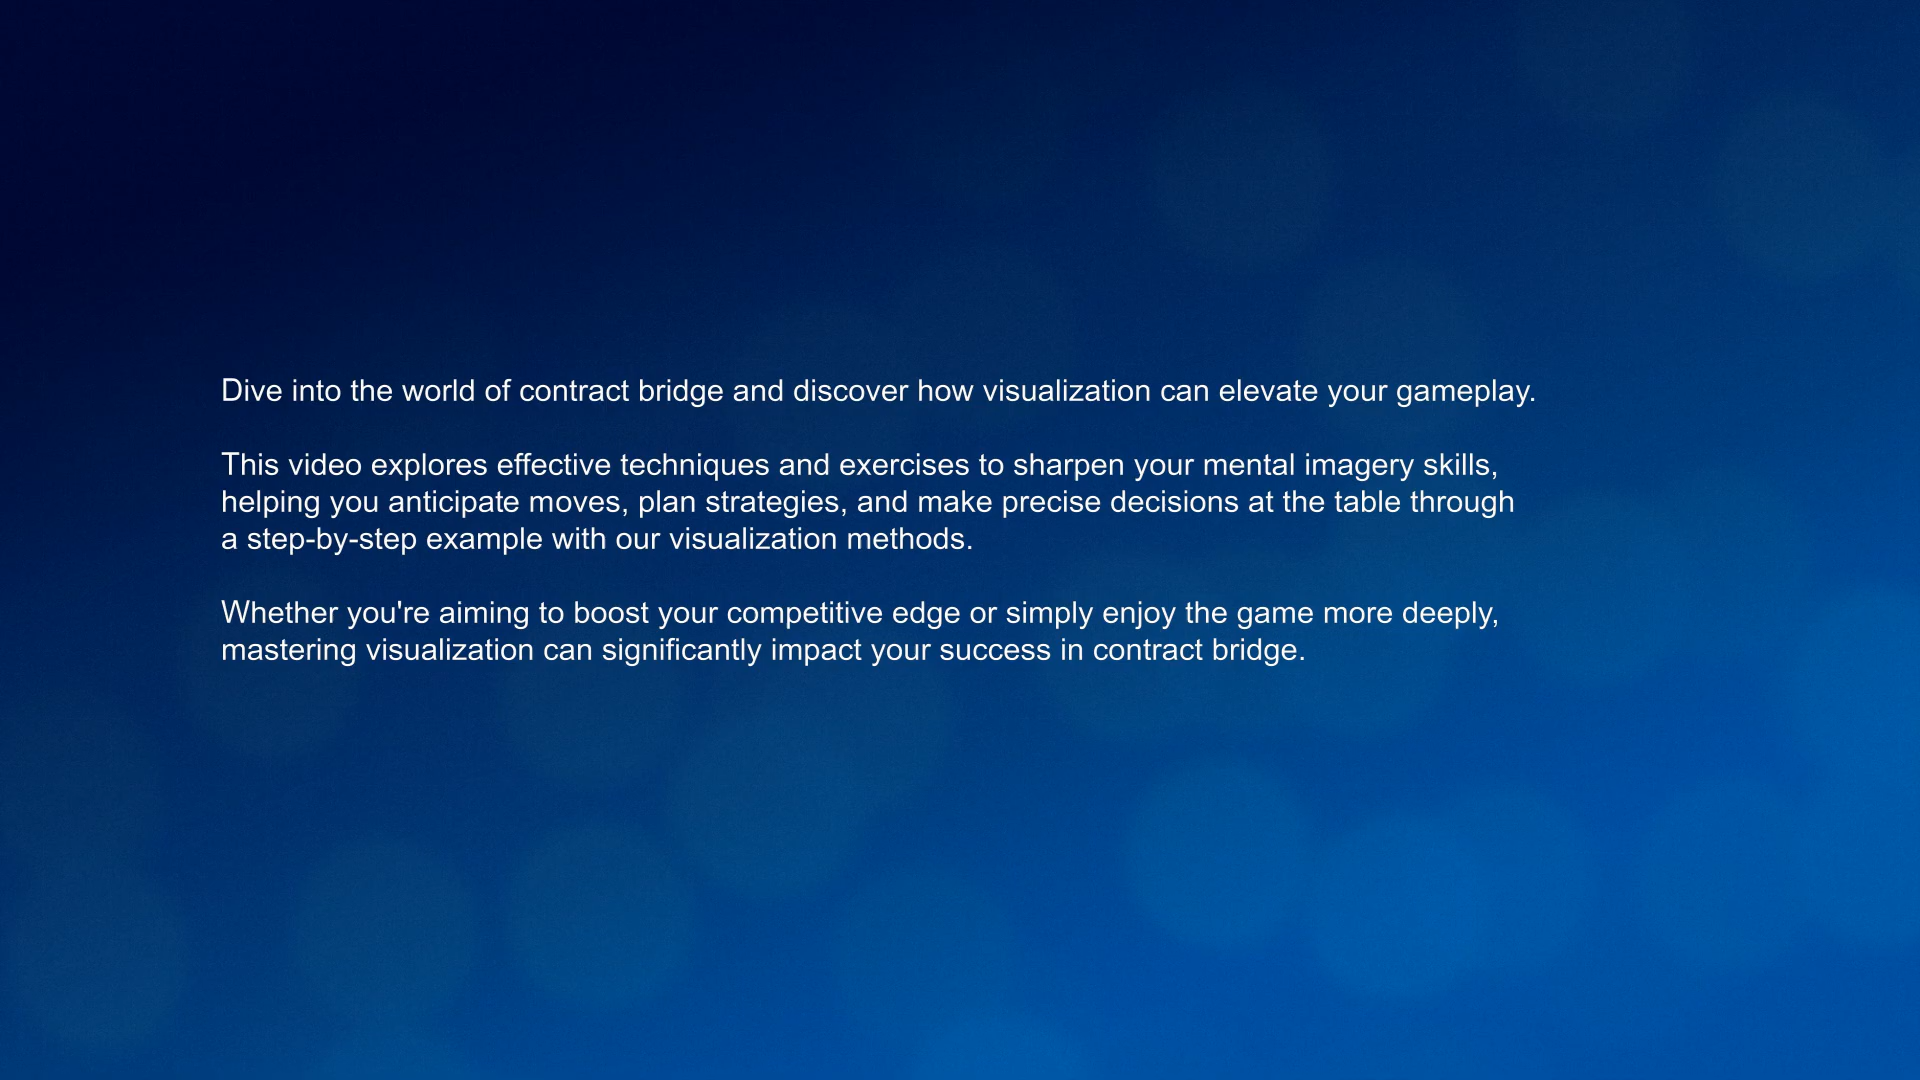 Dive into the world of contract bridge and discover how visualization can elevate your gameplay.
This video explores effective techniques and exercises to sharpen your mental imagery skills,
helping you anticipate moves, plan strategies, and make precise decisions at the table through
a step-by-step example with our visualization methods.
Whether you're aiming to boost your competitive edge or simply enjoy the game more deeply,
mastering visualization can significantly impact your success in contract bridge.